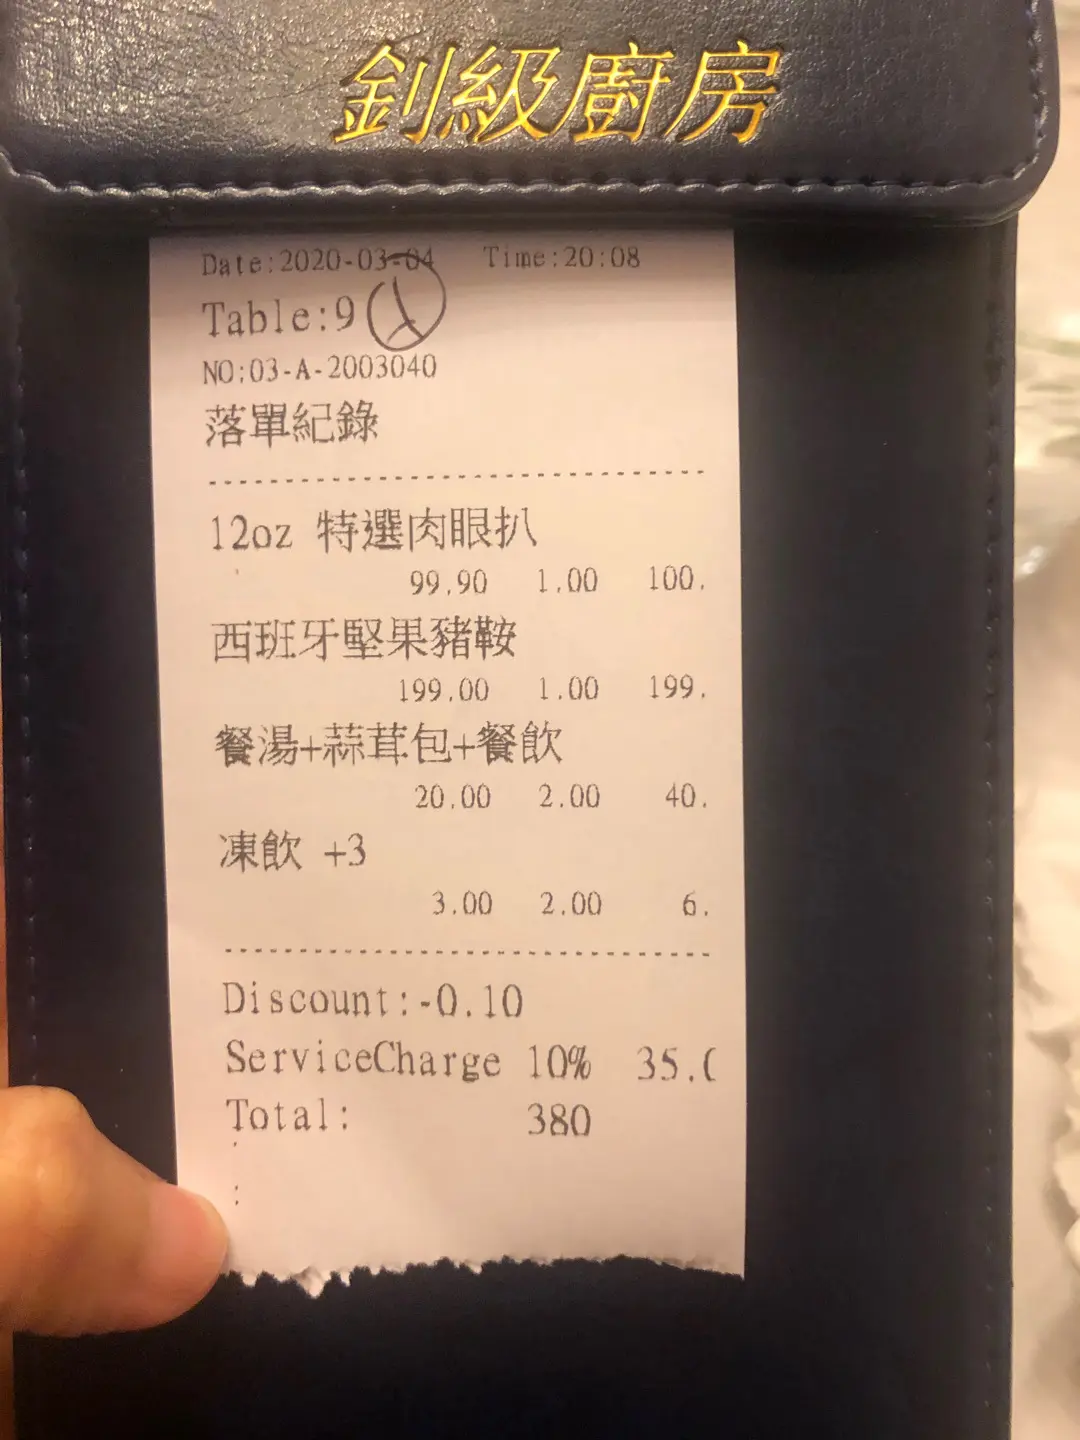 釗級廚房
Date:2020-03-04 Time:20:08
Table:9
NO:03-A-2003040
落單紀錄
12oz 特選肉眼扒
99.90 1.00 100.
西班牙堅果豬鞍
199.00 1.00 199.
餐湯+蒜茸包+餐飲
20.00 2.00 40.
凍飲 +3
3.00 2.00 6.
Discount:-0.10
ServiceCharge 10% 35.
Total: 380
: